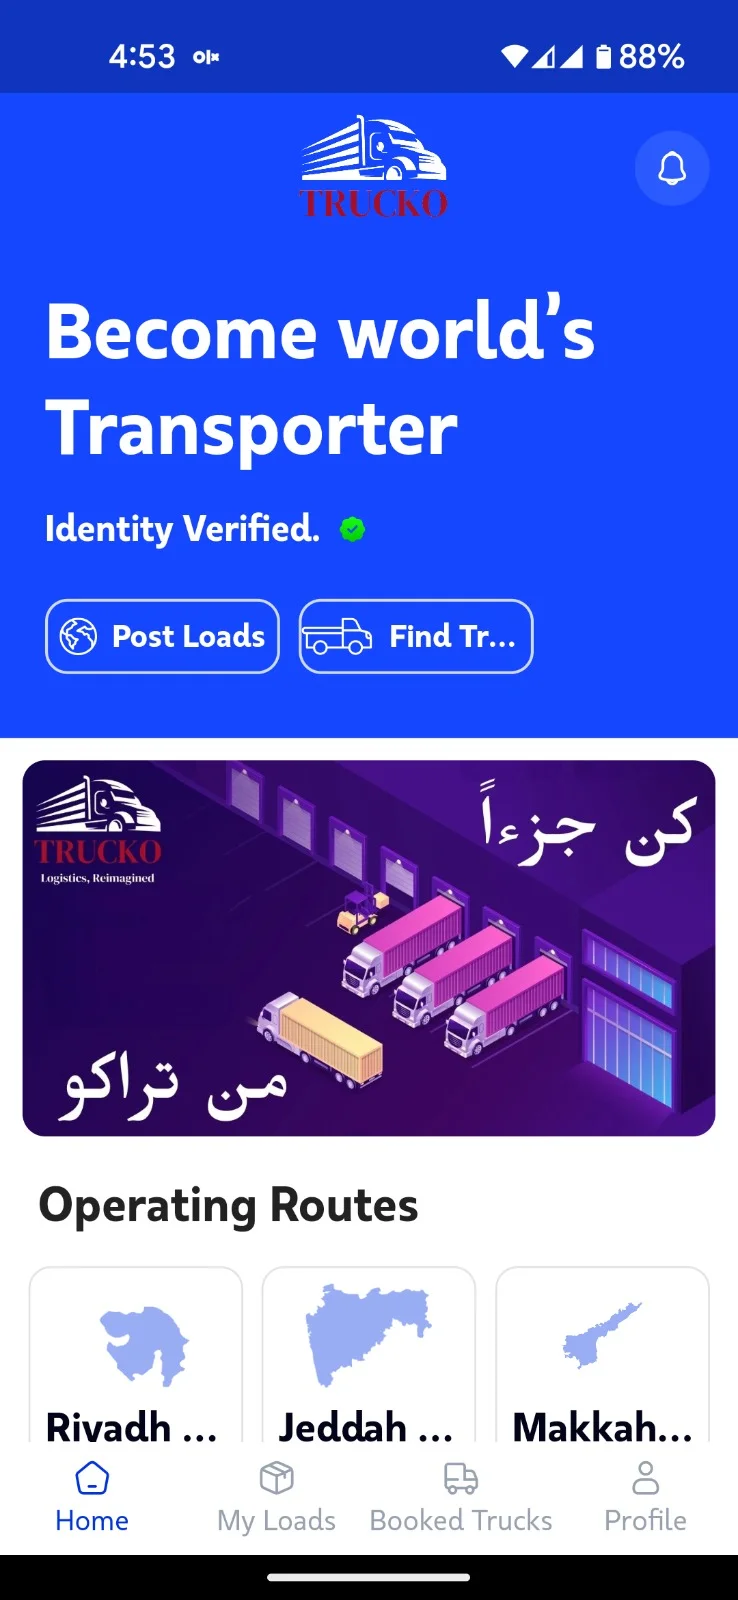 4:53 olx 88%
TRUCKO
Become world's
Transporter
Identity Verified.
Post Loads Find Tr...
TRUCKO
Logistics, Reimagined
كن جزءاً
من تراكو
Operating Routes
Riyadh ... Jeddah ... Makkah...
Home My Loads Booked Trucks Profile